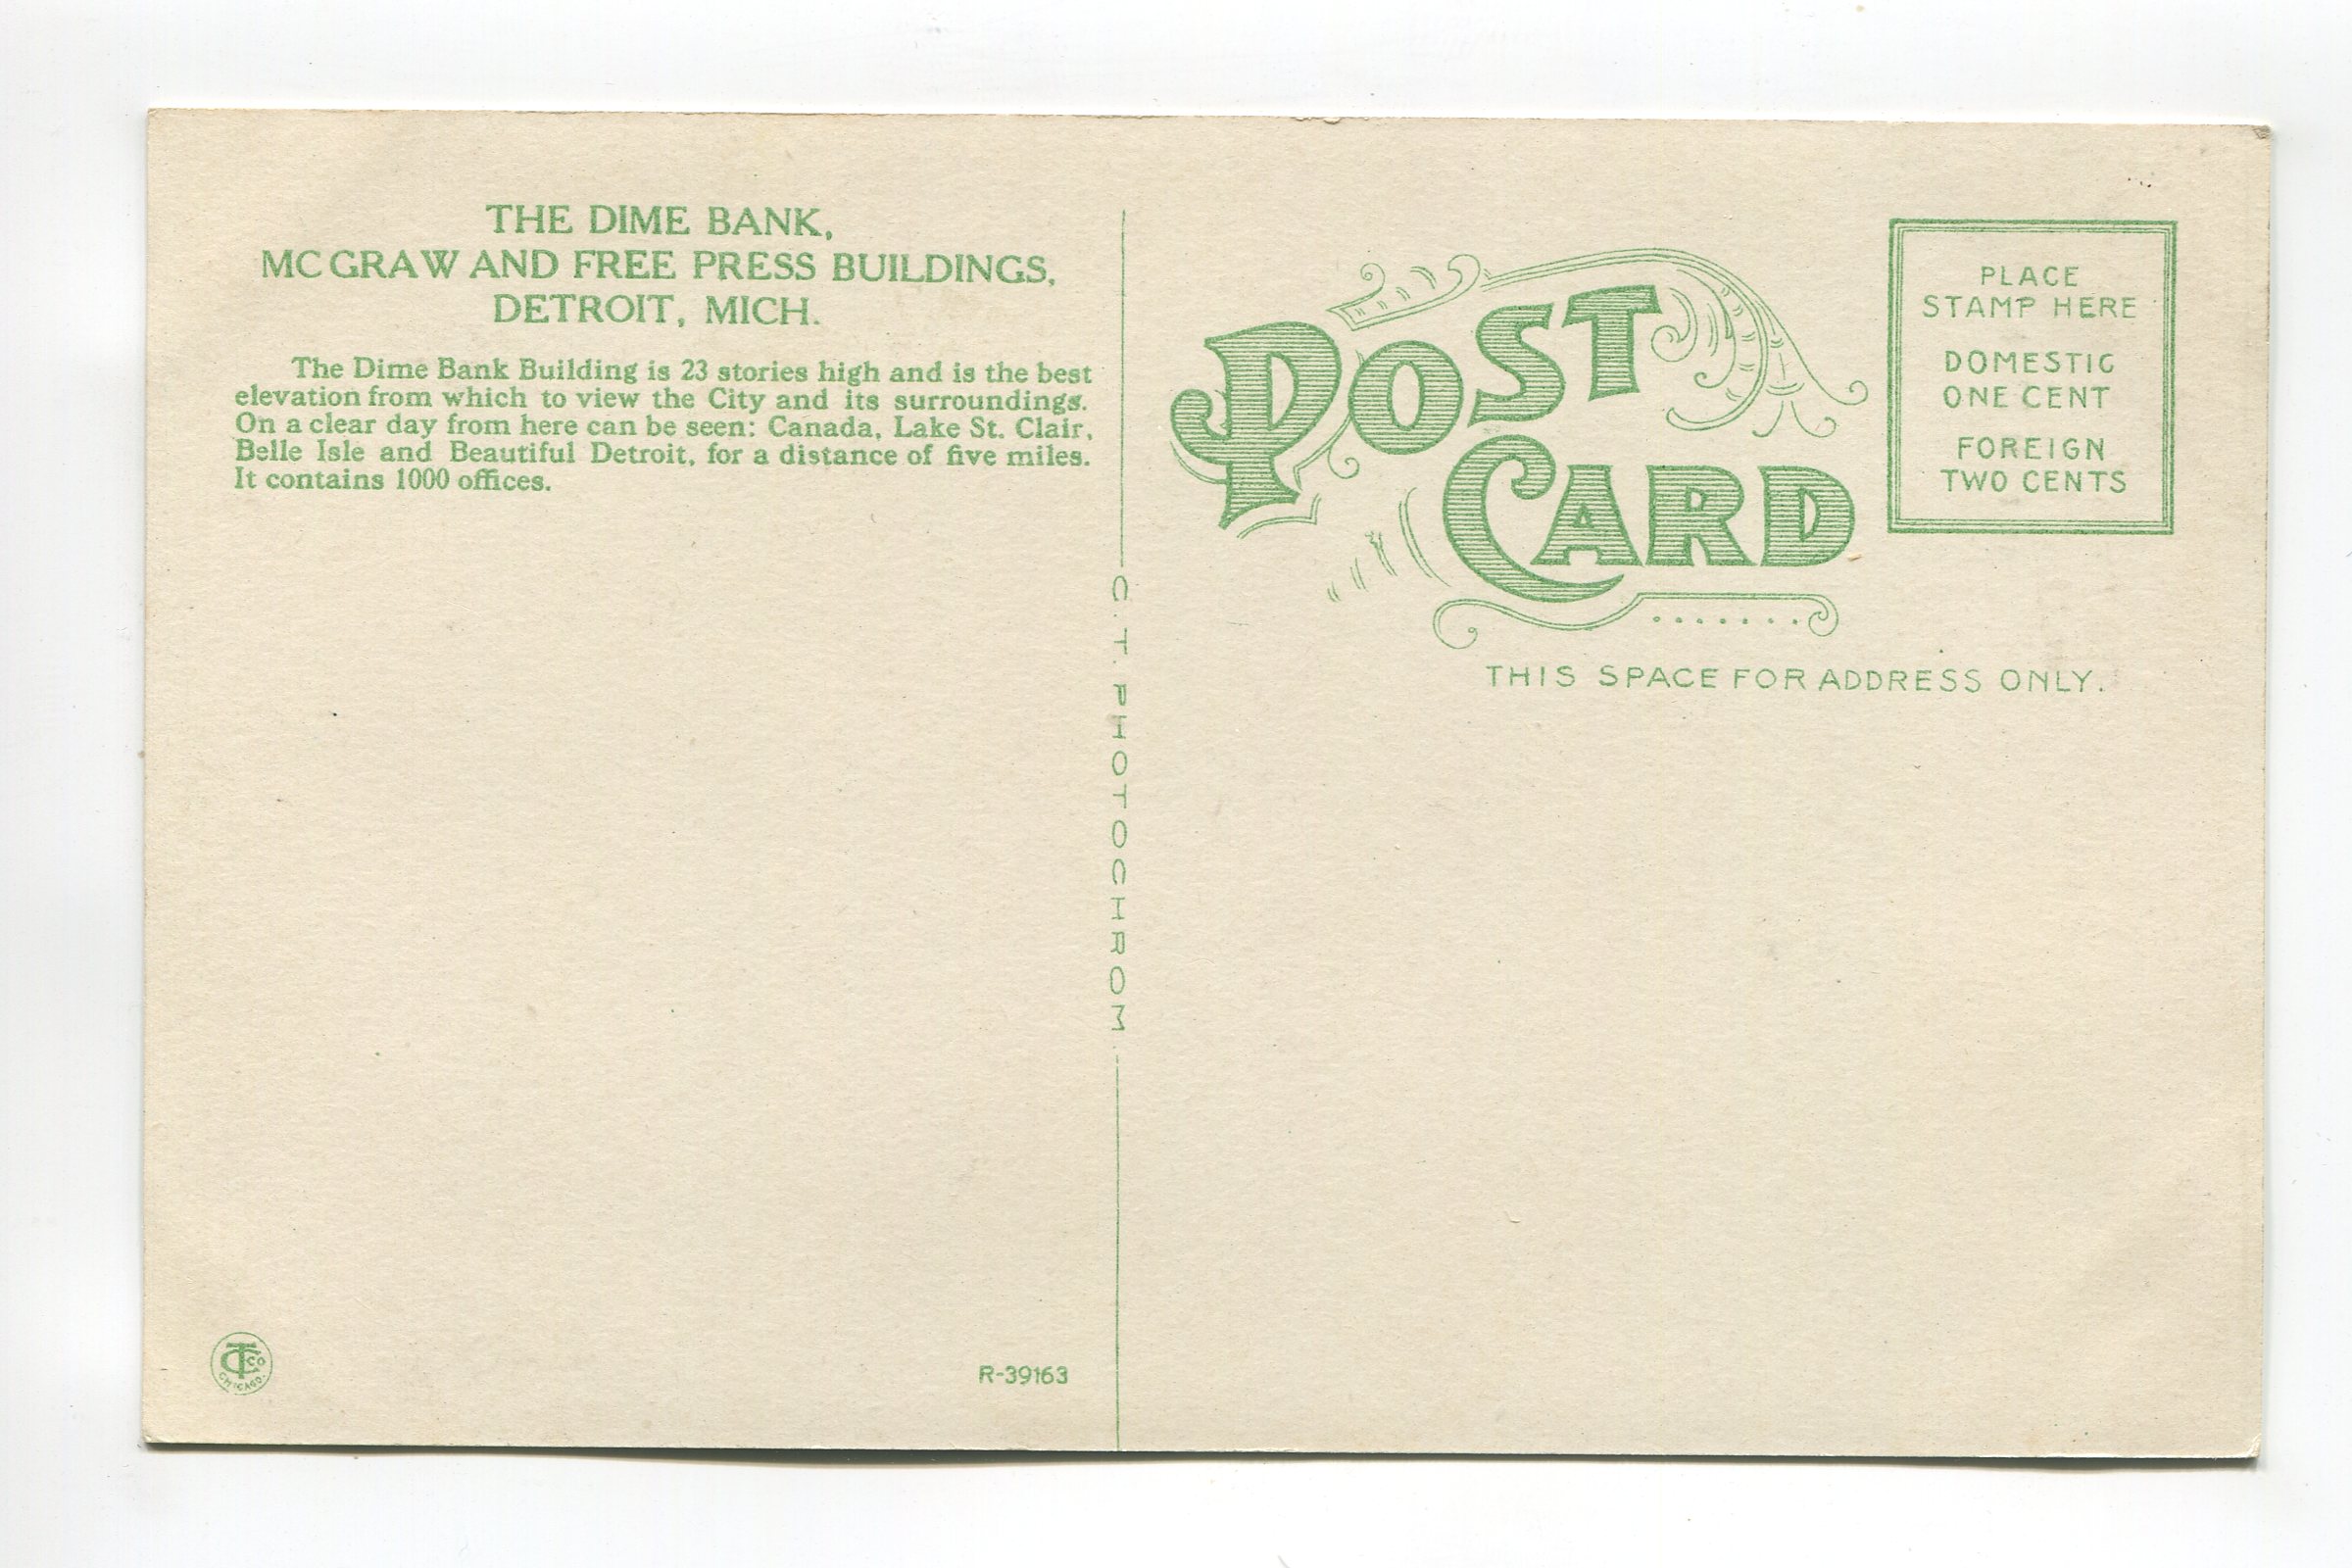 THE DIME BANK,
MCGRAW AND FREE PRESS BUILDINGS,
DETROIT, MICH.
The Dime Bank Building is 23 stories high and is the best
elevation from which to view the City and its surroundings.
On a clear day from here can be seen: Canada, Lake St. Clair,
Belle Isle and Beautiful Detroit, for a distance of five miles.
It contains 1000 offices.
C. T. PHOTOCHROM.
CTCO
CHICAGO.
R-39163
POST
CARD
PLACE
STAMP HERE
DOMESTIC
ONE CENT
FOREIGN
TWO CENTS
THIS SPACE FOR ADDRESS ONLY.